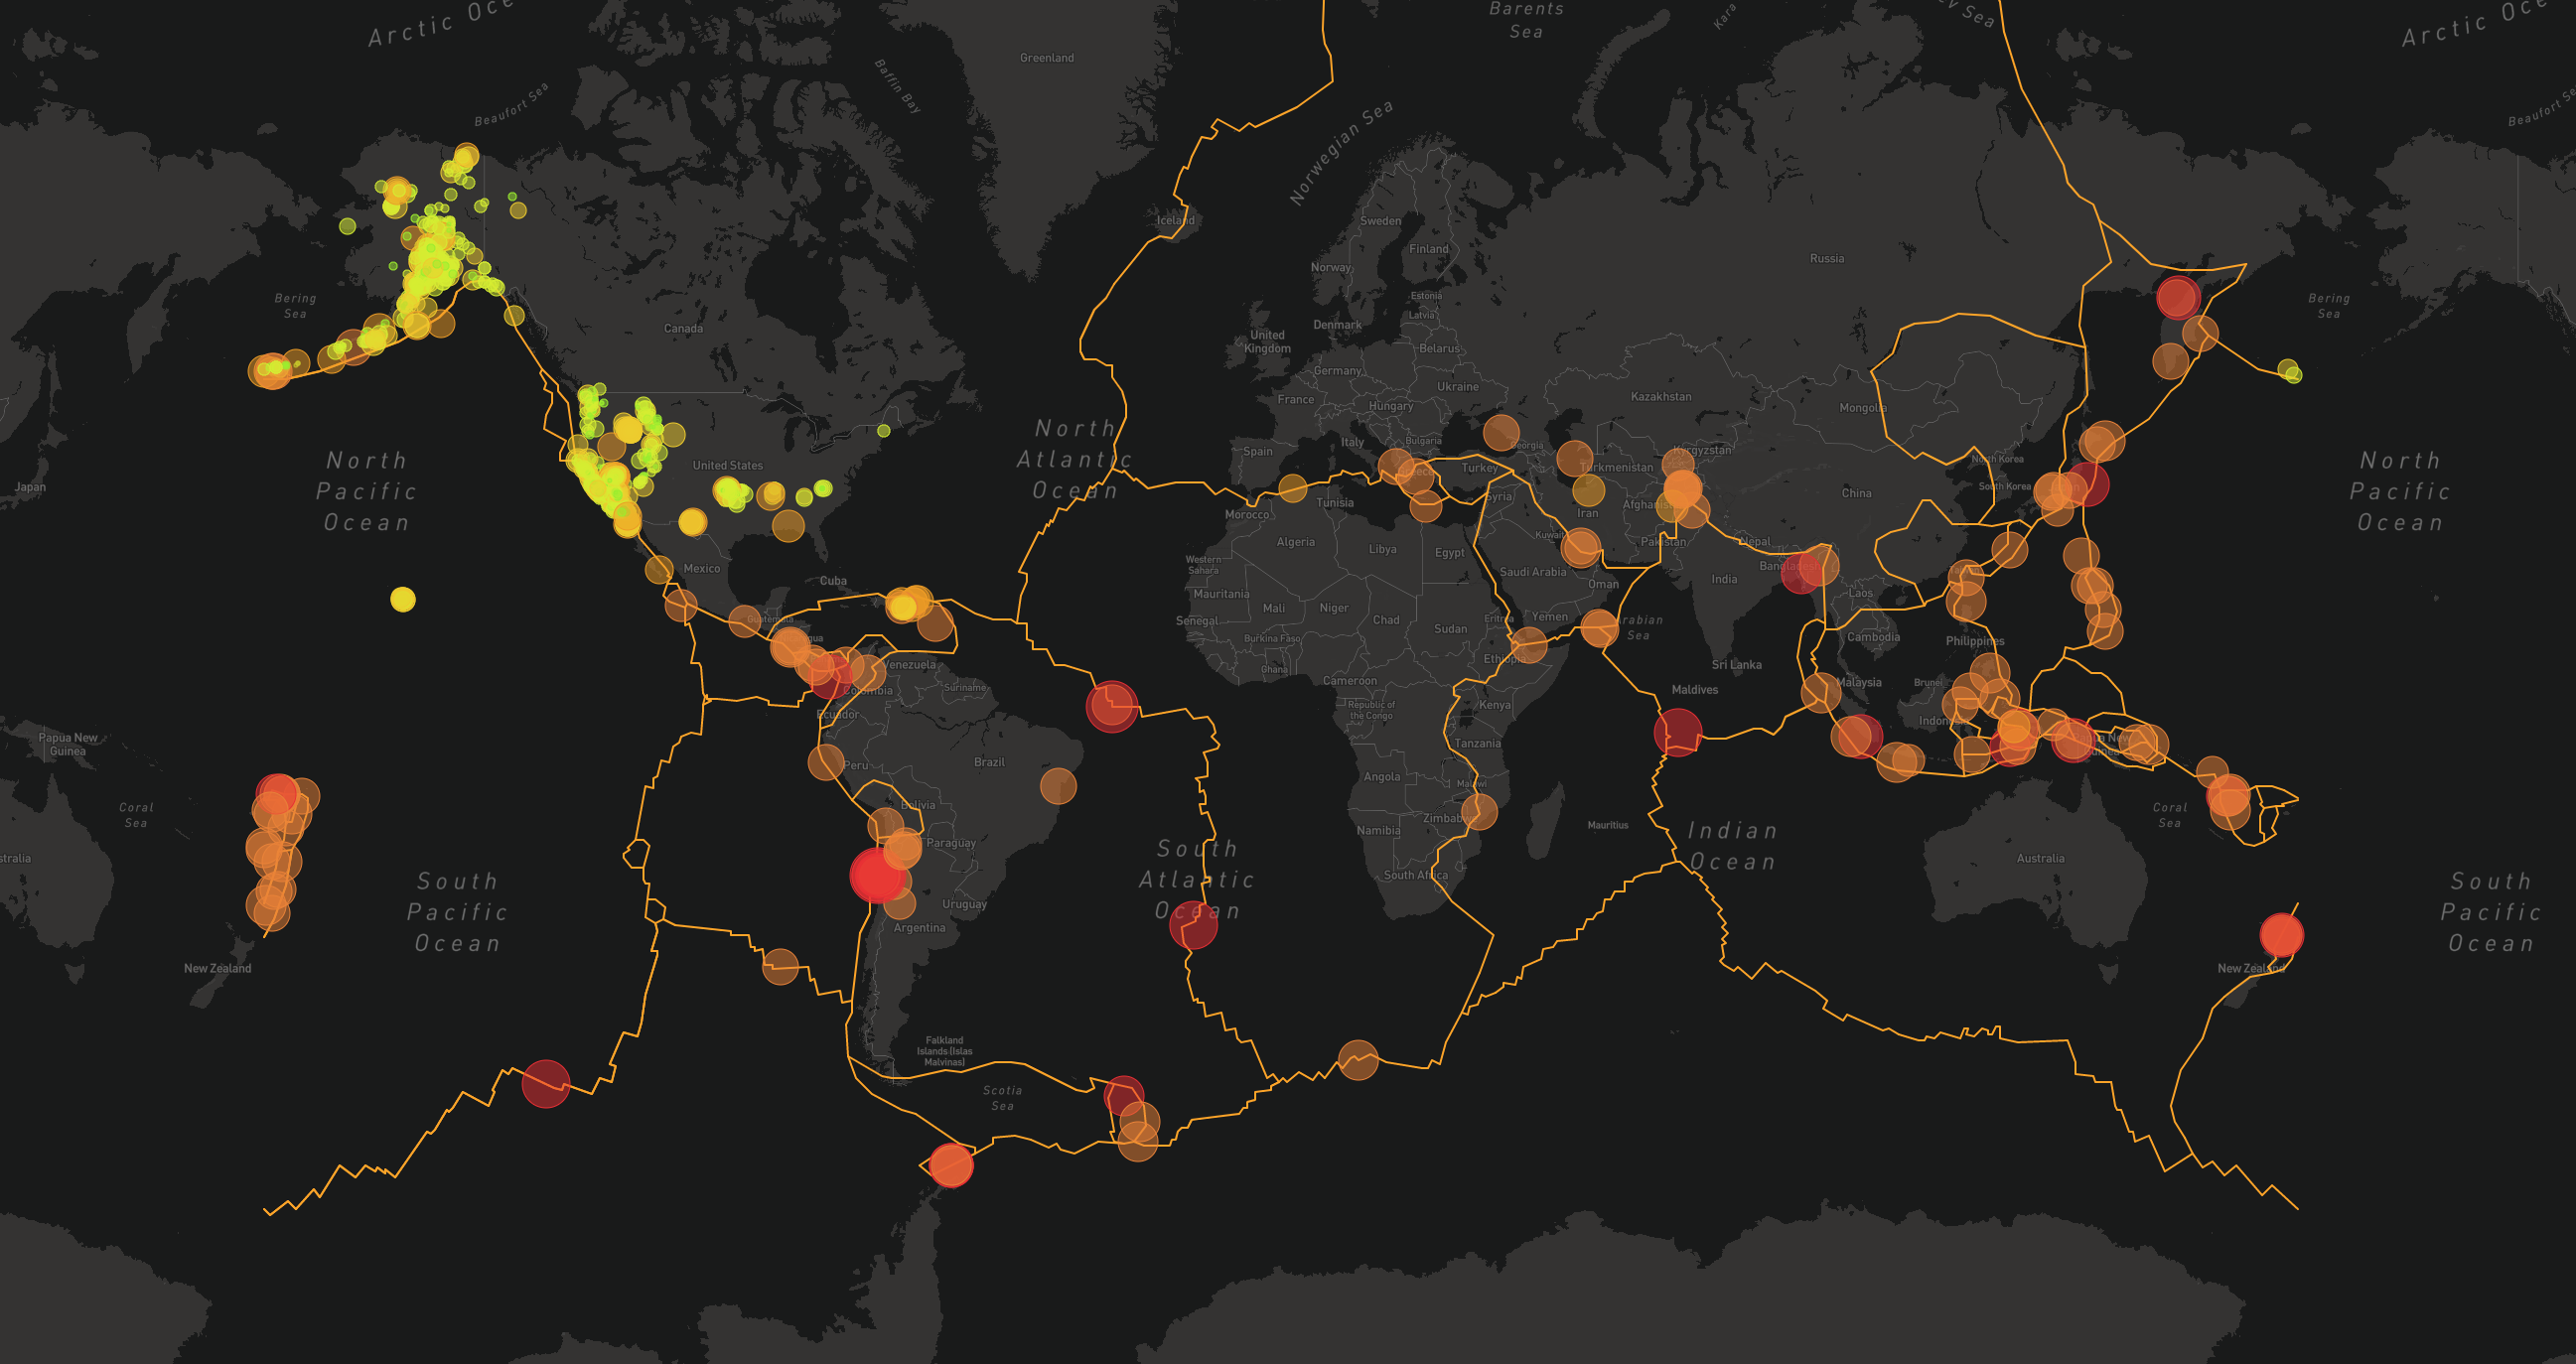 Arctic Oce
Barents
Sea
Kara
ey Sea
Arctic Oce
Greenland
Baffin Bay
Beaufort Sea
Beaufort Se
Norwegian Sea
Iceland
Sweden
Finland
Norway
Russia
Bering
Sea
Bering
Sea
Estonia
Latvia
Denmark
Canada
United
Kingdom
Belarus
Germany
Ukraine
France
Hungary
Kazakhstan
Mongolia
North
Atlantic
Ocean
Italy
Bulgaria
Georgia
Spain
Kyrgyzstan
North Korea
North
Pacific
Ocean
North
Pacific
Ocean
United States
Turkey
Turkmenistan
Japan
South Korea
China
Syria
Tunisia
Morocco
Iran
Afghanistan
Algeria
Libya
Egypt
Kuwait
Pakistan
Nepal
Western
Sahara
Mexico
Cuba
Saudi Arabia
Oman
India
Bangladesh
Mauritania
Mali
Niger
Laos
Guatemala
Senegal
Chad
Sudan
Eritrea
Yemen
Arabian
Sea
Burkina Faso
Cambodia
Philippines
Ghana
Ethiopia
Sri Lanka
Venezuela
Suriname
Colombia
Cameroon
Maldives
Malaysia
Brunei
Ecuador
Republic of
the Congo
Kenya
Papua New
Guinea
Tanzania
Peru
Brazil
Angola
Malawi
Coral
Sea
Coral
Sea
Bolivia
Zimbab
Namibia
Mauritius
Indian
Ocean
Paraguay
South
Atlantic
Ocean
stralia
Australia
South Africa
South
Pacific
Ocean
South
Pacific
Ocean
Uruguay
Argentina
New Zealand
New Zealand
Falkland
Islands (Islas
Malvinas)
Scotia
Sea